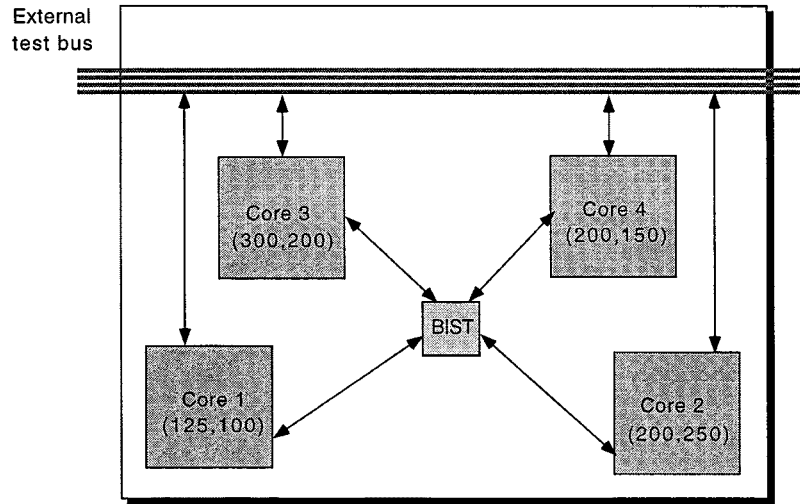 External
test bus
Core 3
(300,200)
Core 4
(200,150)
BIST
Core 1
(125,100)
Core 2
(200,250)